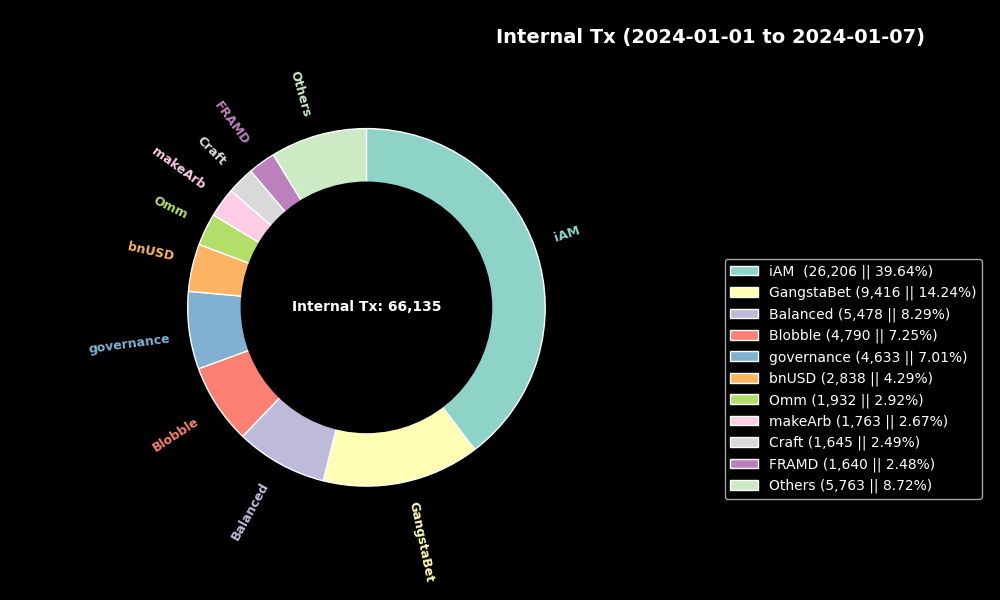 Internal Tx (2024-01-01 to 2024-01-07)
Others
FRAMD
Craft
makeArb
Omm
bnUSD
governance
Blobble
Balanced
GangstaBet
iAM
Internal Tx: 66,135
iAM  (26,206 || 39.64%)
GangstaBet (9,416 || 14.24%)
Balanced (5,478 || 8.29%)
Blobble (4,790 || 7.25%)
governance (4,633 || 7.01%)
bnUSD (2,838 || 4.29%)
Omm (1,932 || 2.92%)
makeArb (1,763 || 2.67%)
Craft (1,645 || 2.49%)
FRAMD (1,640 || 2.48%)
Others (5,763 || 8.72%)